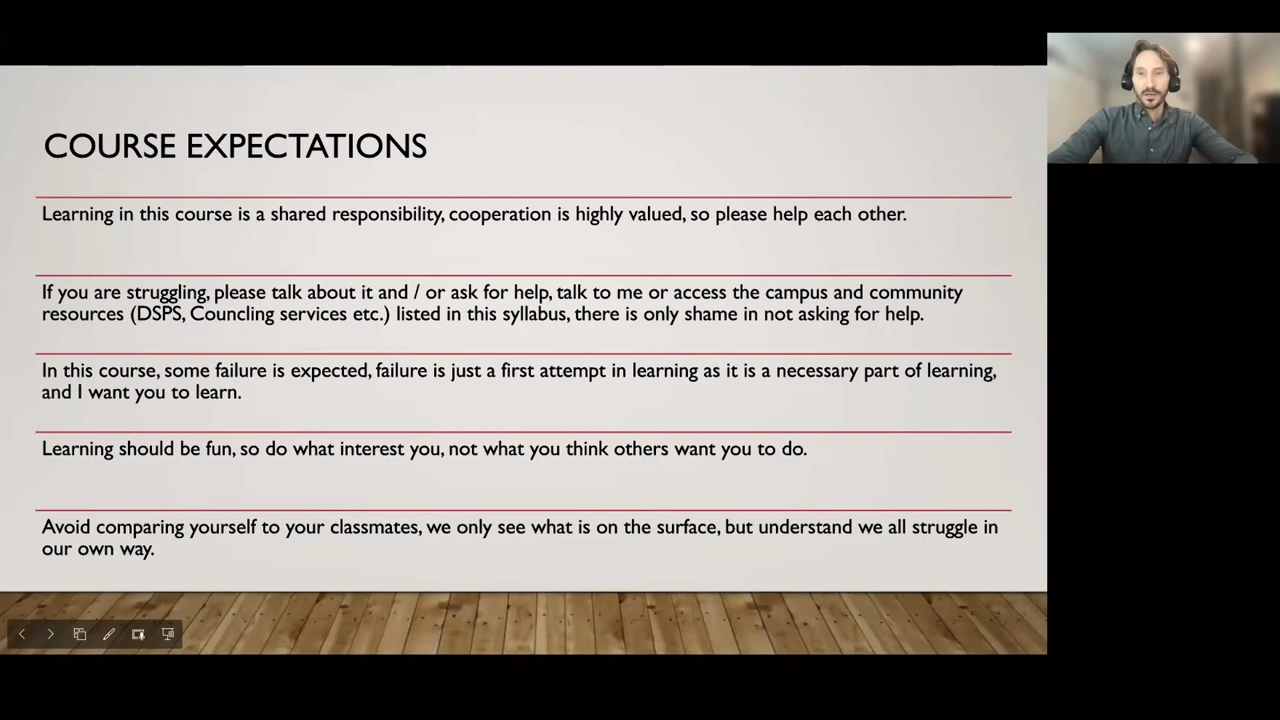 COURSE EXPECTATIONS
Learning in this course is a shared responsibility, cooperation is highly valued, so please help each other.
If you are struggling, please talk about it and / or ask for help, talk to me or access the campus and community
resources (DSPS, Councling services etc.) listed in this syllabus, there is only shame in not asking for help.
In this course, some failure is expected, failure is just a first attempt in learning as it is a necessary part of learning,
and I want you to learn.
Learning should be fun, so do what interest you, not what you think others want you to do.
Avoid comparing yourself to your classmates, we only see what is on the surface, but understand we all struggle in
our own way.